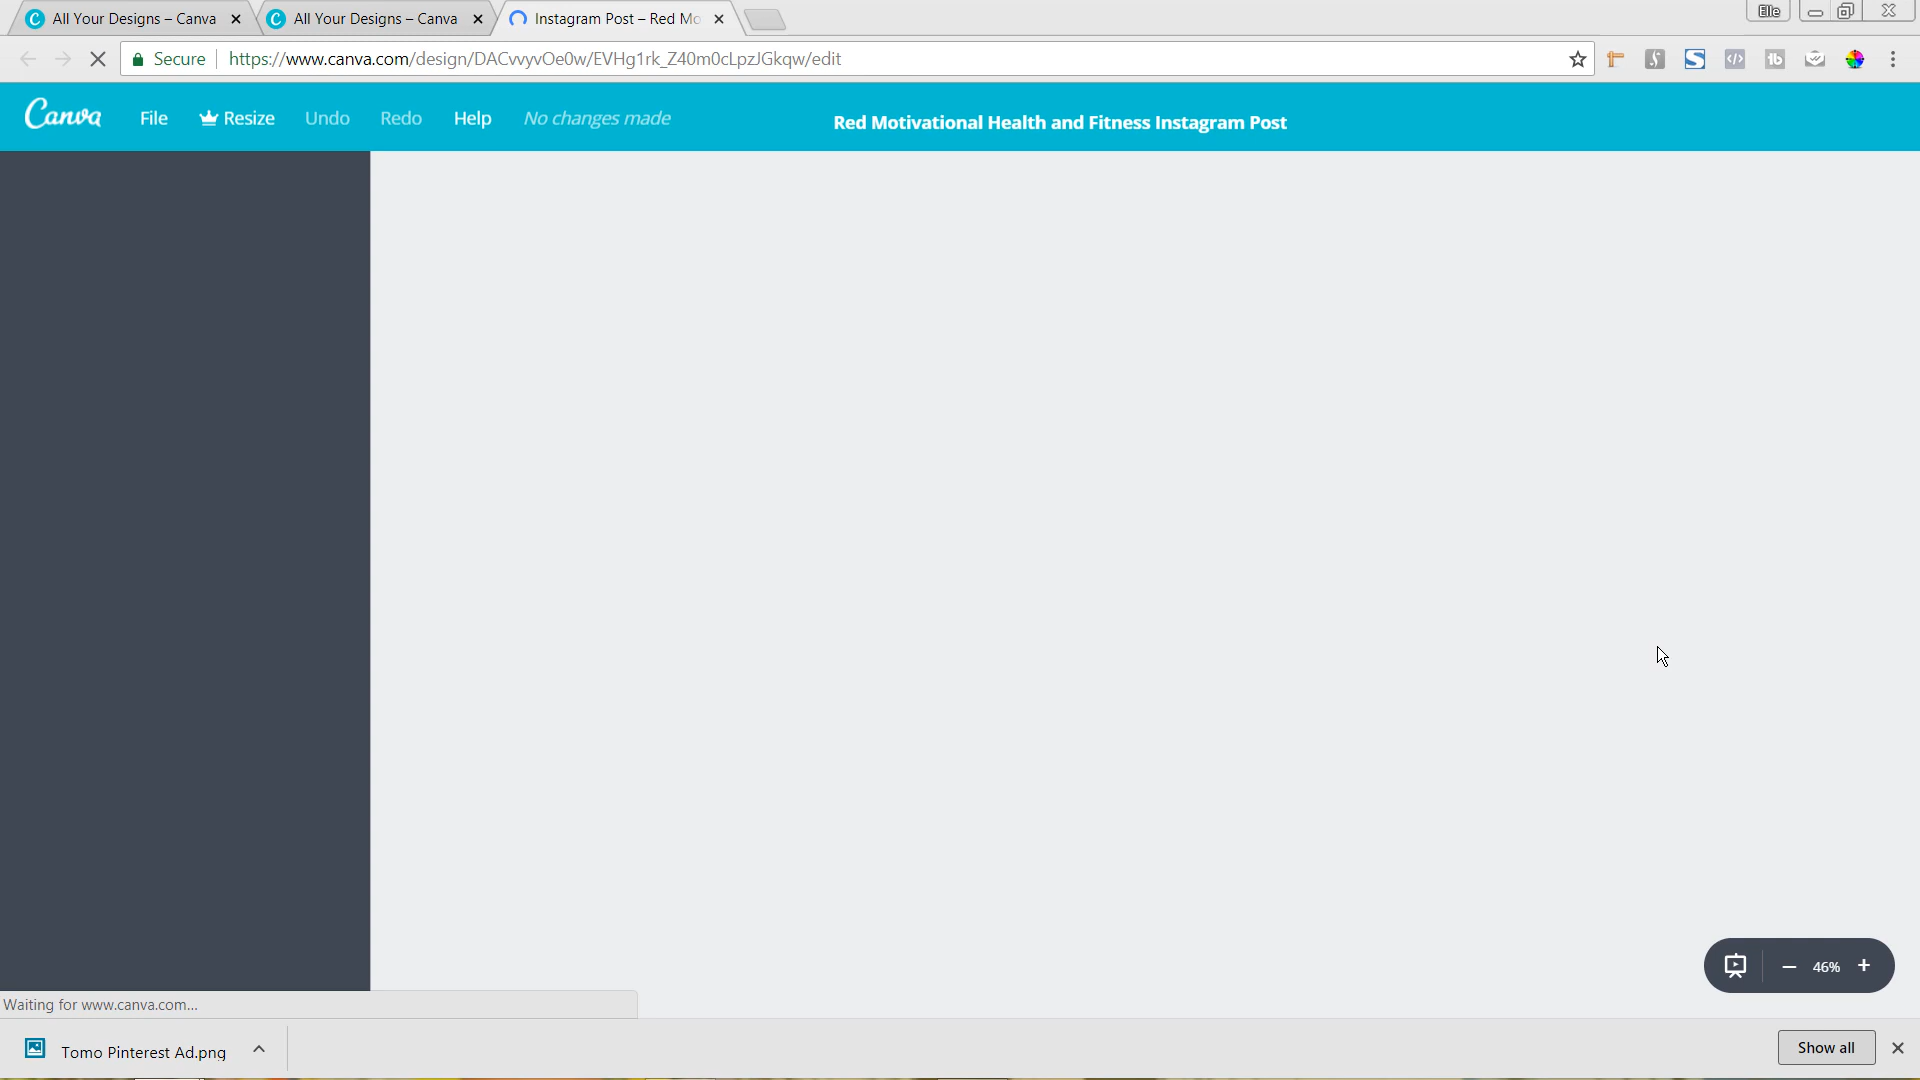 All Your Designs – Canva
All Your Designs – Canva
Instagram Post – Red Mo
Elle
Secure
https://www.canva.com/design/DACvvyvOe0w/EVHg1rk_Z40m0cLpzJGkqw/edit
Canva
File
Resize
Undo
Redo
Help
No changes made
Red Motivational Health and Fitness Instagram Post
46%
Waiting for www.canva.com...
Tomo Pinterest Ad.png
Show all